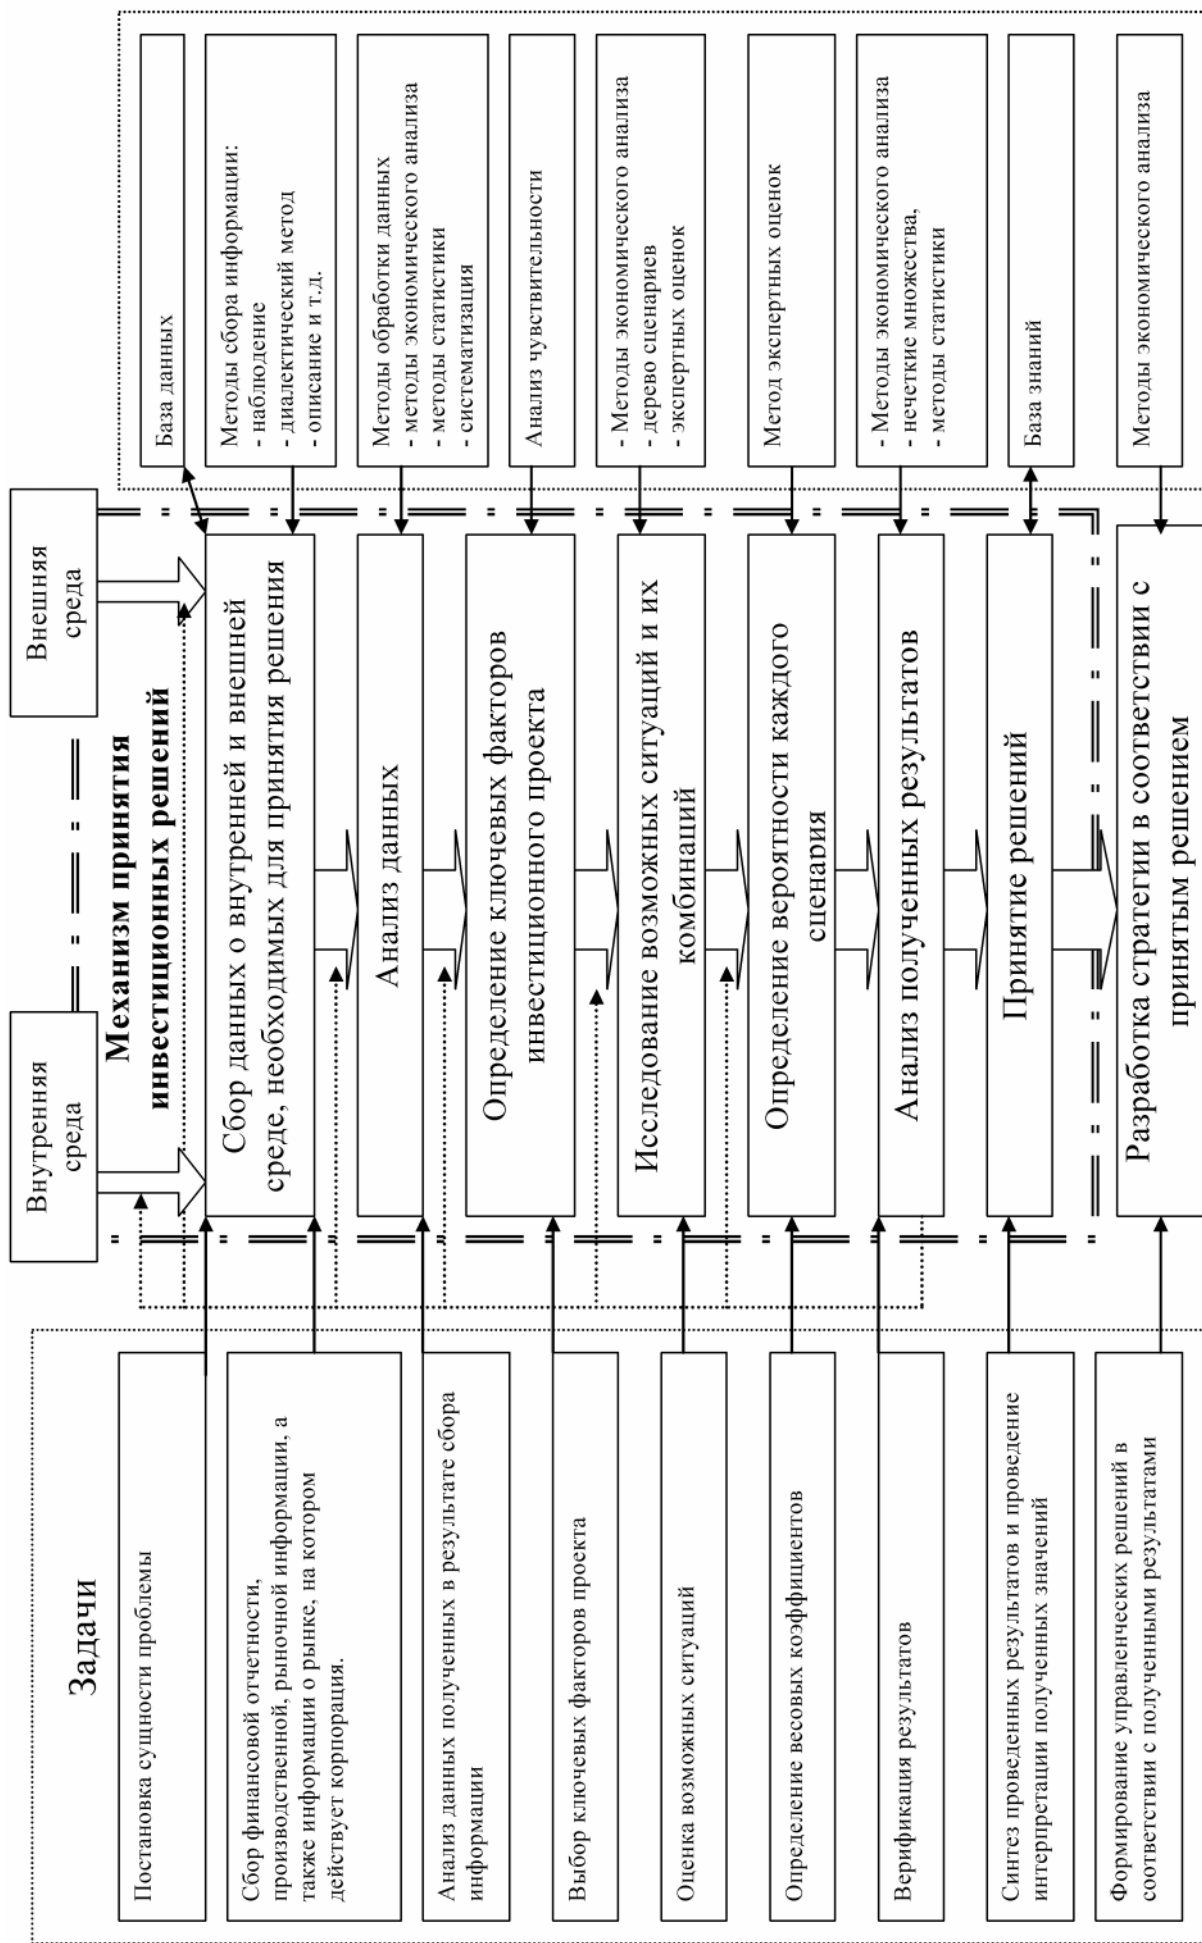 Задачи
Постановка сущности проблемы
Сбор финансовой отчетности,
производственной, рыночной информации, а
также информации о рынке, на котором
действует корпорация.
Анализ данных полученных в результате сбора
информации
Выбор ключевых факторов проекта
Оценка возможных ситуаций
Определение весовых коэффициентов
Верификация результатов
Синтез проведенных результатов и проведение
интерпретации полученных значений
Формирование управленческих решений в
соответствии с полученными результатами
Внутренняя
среда
Механизм принятия
инвестиционных решений
Внешняя
среда
Сбор данных о внутренней и внешней
среде, необходимых для принятия решения
Анализ данных
Определение ключевых факторов
инвестиционного проекта
Исследование возможных ситуаций и их
комбинаций
Определение вероятности каждого
сценария
Анализ полученных результатов
Принятие решений
Разработка стратегии в соответствии с
принятым решением
База данных
Методы сбора информации:
- наблюдение
- диалектический метод
- описание и т.д.
Методы обработки данных
- методы экономического анализа
- методы статистики
- систематизация
Анализ чувствительности
- Методы экономического анализа
- дерево сценариев
- экспертных оценок
Метод экспертных оценок
- Методы экономического анализа
- нечеткие множества,
- методы статистики
База знаний
Методы экономического анализа